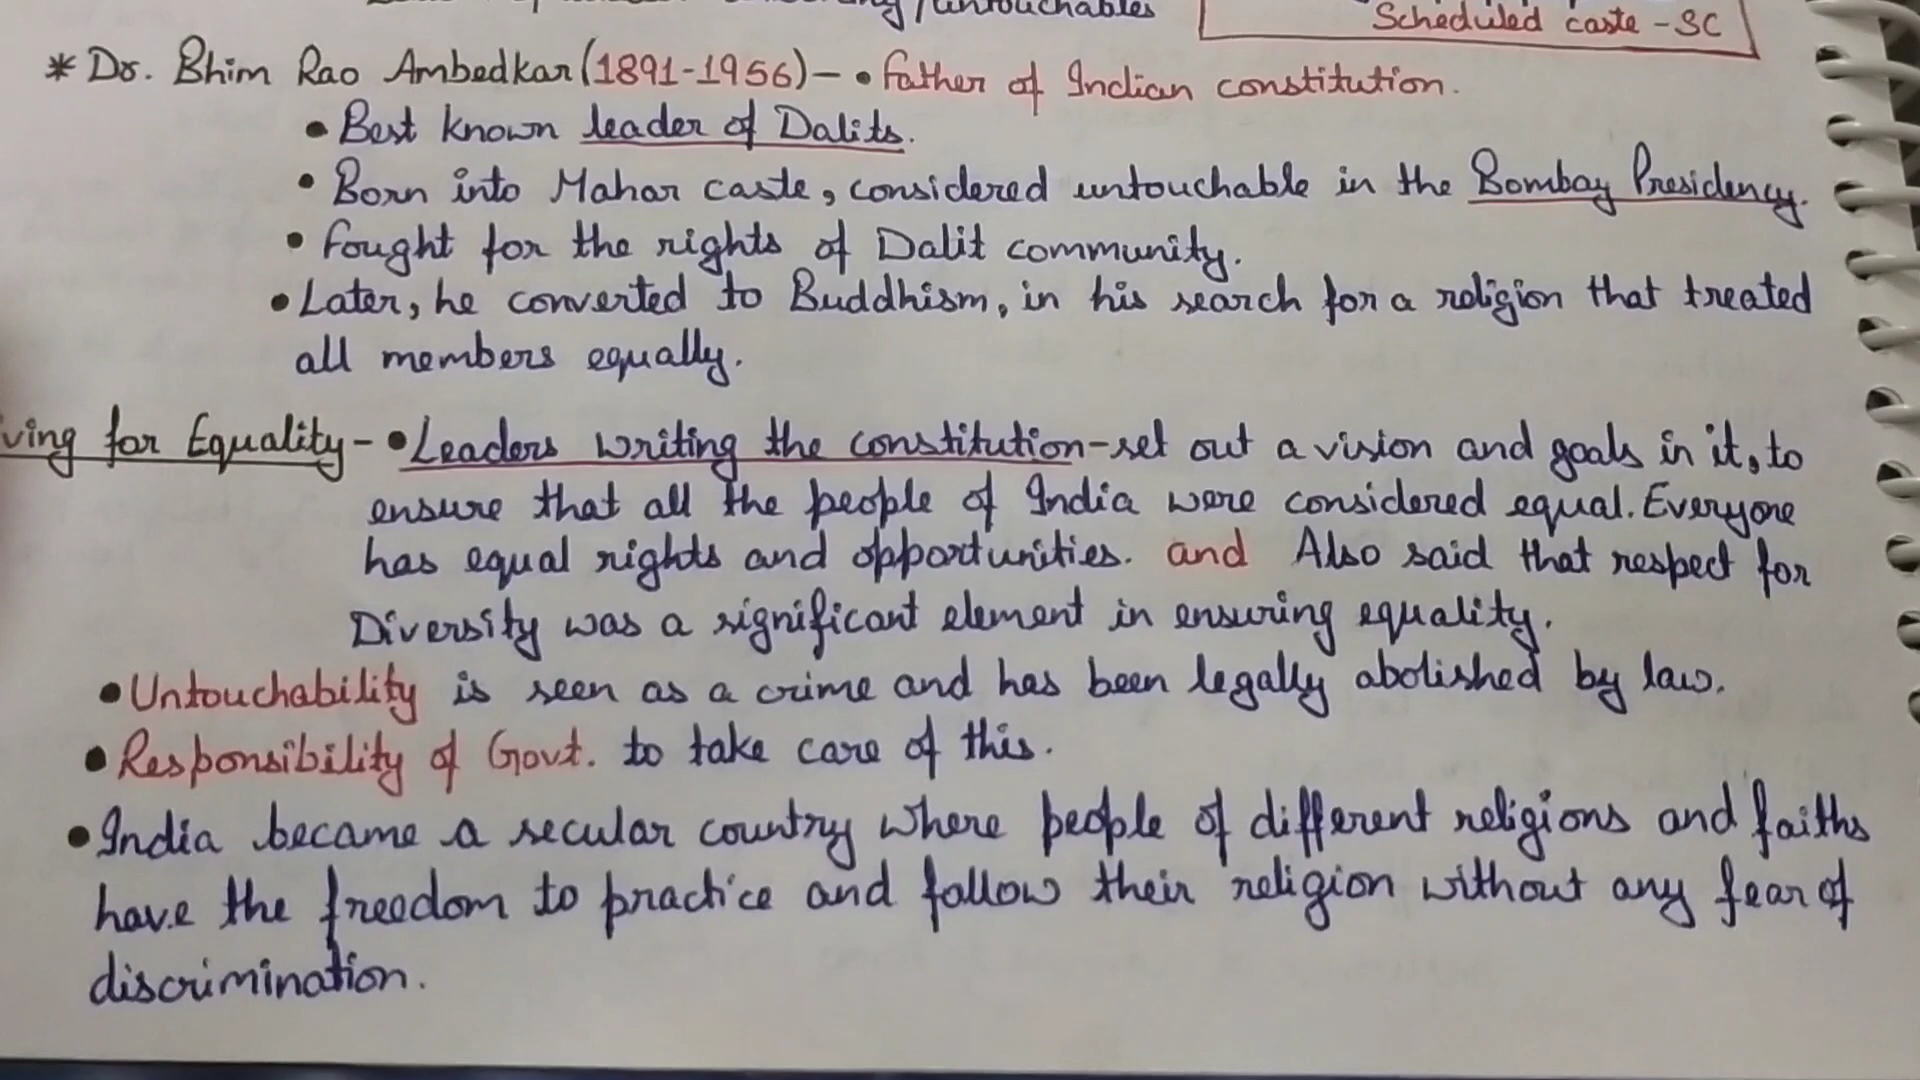 /untouchables
Scheduled caste - SC
* Dr. Bhim Rao Ambedkar (1891-1956) - • Father of Indian constitution.
• Best known leader of Dalits.
• Born into Mahar caste, considered untouchable in the Bombay Presidency.
• Fought for the rights of Dalit community.
• Later, he converted to Buddhism, in his search for a religion that treated
all members equally.
ving for Equality - • Leaders writing the constitution - set out a vision and goals in it, to
ensure that all the people of India were considered equal. Everyone
has equal rights and opportunities. and Also said that respect for
Diversity was a significant element in ensuring equality.
• Untouchability is seen as a crime and has been legally abolished by law.
• Responsibility of Govt. to take care of this.
• India became a secular country where people of different religions and faiths
have the freedom to practice and follow their religion without any fear of
discrimination.